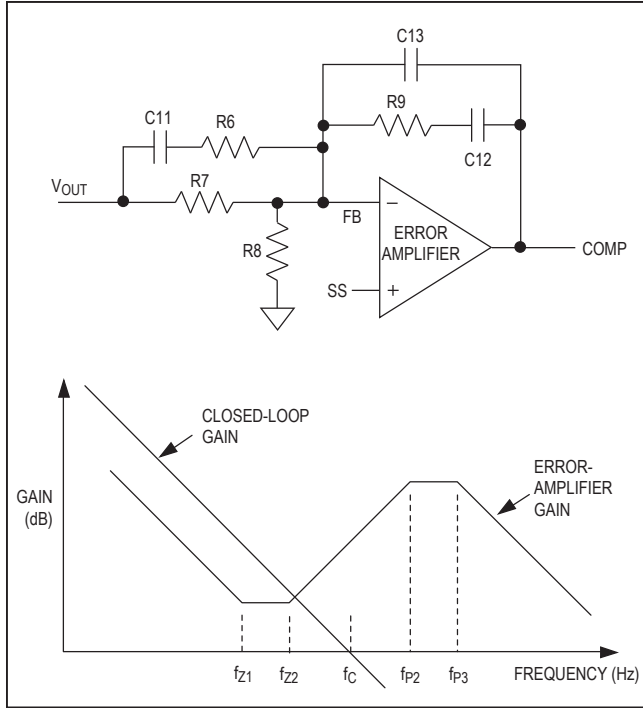 C13
C11
R6
R9
C12
VOUT
R7
R8
FB
−
ERROR
AMPLIFIER
COMP
SS
+
CLOSED-LOOP
GAIN
GAIN
(dB)
ERROR-
AMPLIFIER
GAIN
fZ1 fZ2 fC fP2 fP3 FREQUENCY (Hz)